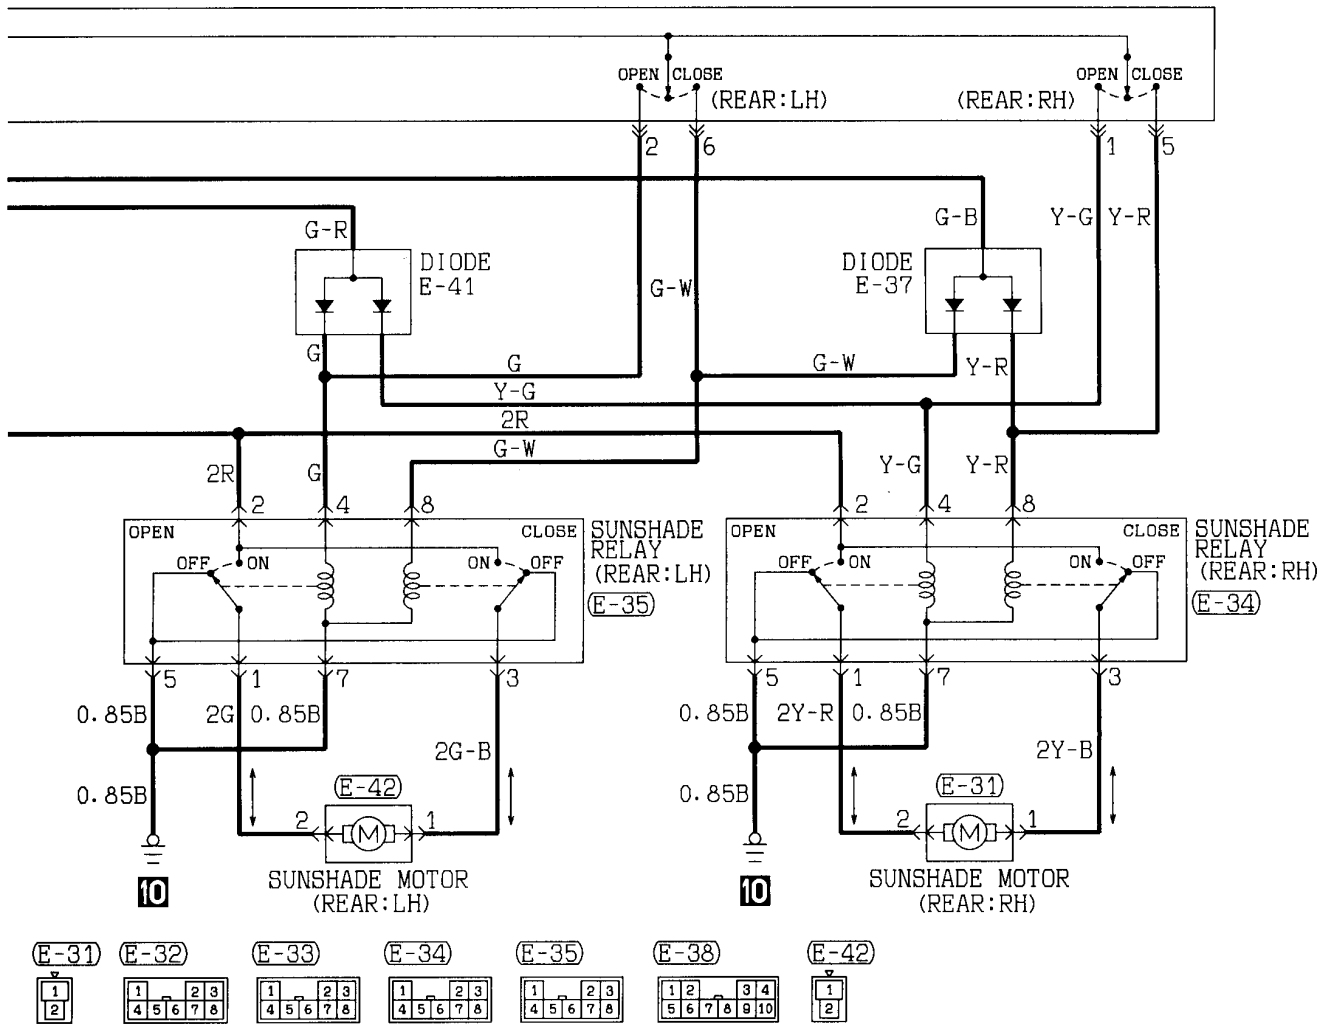 OPEN CLOSE
(REAR:LH)
OPEN CLOSE
(REAR:RH)
2 6 1 5
G-R
G-B
Y-G Y-R
DIODE
E-41
DIODE
E-37
G-W
G
G
G-W
Y-R
Y-G
2R
G-W
2R
G
Y-G
Y-R
2 4 8
2 4 8
OPEN CLOSE
OFF ON ON OFF
SUNSHADE
RELAY
(REAR:LH)
(E-35)
OPEN CLOSE
OFF ON ON OFF
SUNSHADE
RELAY
(REAR:RH)
(E-34)
5 1 7 3
5 1 7 3
0.85B 2G 0.85B
2G-B
0.85B 2Y-R 0.85B
2Y-B
0.85B
(E-42)
0.85B
(E-31)
2 M 1
2 M 1
10
SUNSHADE MOTOR
(REAR:LH)
10
SUNSHADE MOTOR
(REAR:RH)
(E-31) (E-32) (E-33) (E-34) (E-35) (E-38) (E-42)
1 1 2 3 1 2 3 1 2 3 1 2 3 1 2 3 4 1
2 4 5 6 7 8 4 5 6 7 8 4 5 6 7 8 4 5 6 7 8 5 6 7 8 9 10 2